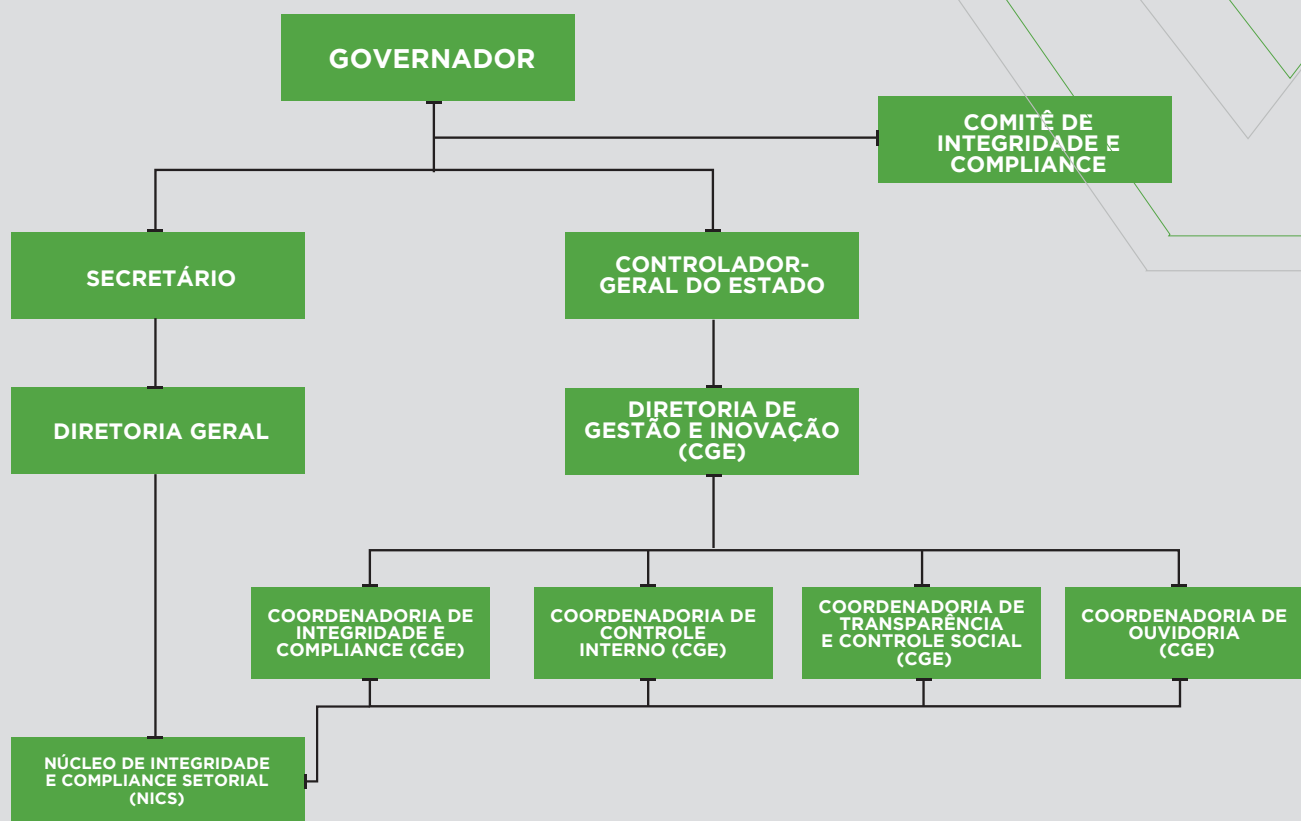 GOVERNADOR
COMITÊ DE
INTEGRIDADE E
COMPLIANCE
SECRETÁRIO
CONTROLADOR-
GERAL DO ESTADO
DIRETORIA GERAL
DIRETORIA DE
GESTÃO E INOVAÇÃO
(CGE)
COORDENADORIA DE
INTEGRIDADE E
COMPLIANCE (CGE)
COORDENADORIA DE
CONTROLE
INTERNO (CGE)
COORDENADORIA DE
TRANSPARÊNCIA
E CONTROLE SOCIAL
(CGE)
COORDENADORIA DE
OUVIDORIA
(CGE)
NÚCLEO DE INTEGRIDADE
E COMPLIANCE SETORIAL
(NICS)